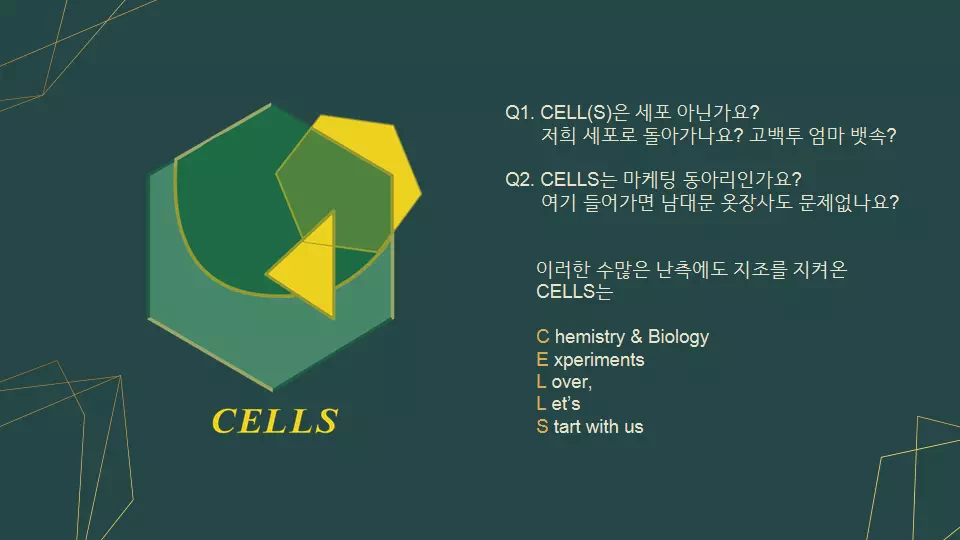 Q1. CELL(S)은 세포 아닌가요?
저희 세포로 돌아가나요? 고백투 엄마 뱃속?
Q2. CELLS는 마케팅 동아리인가요?
여기 들어가면 남대문 옷장사도 문제없나요?
이러한 수많은 난측에도 지조를 지켜온
CELLS는
C hemistry & Biology
E xperiments
L over,
L et's
S tart with us
CELLS